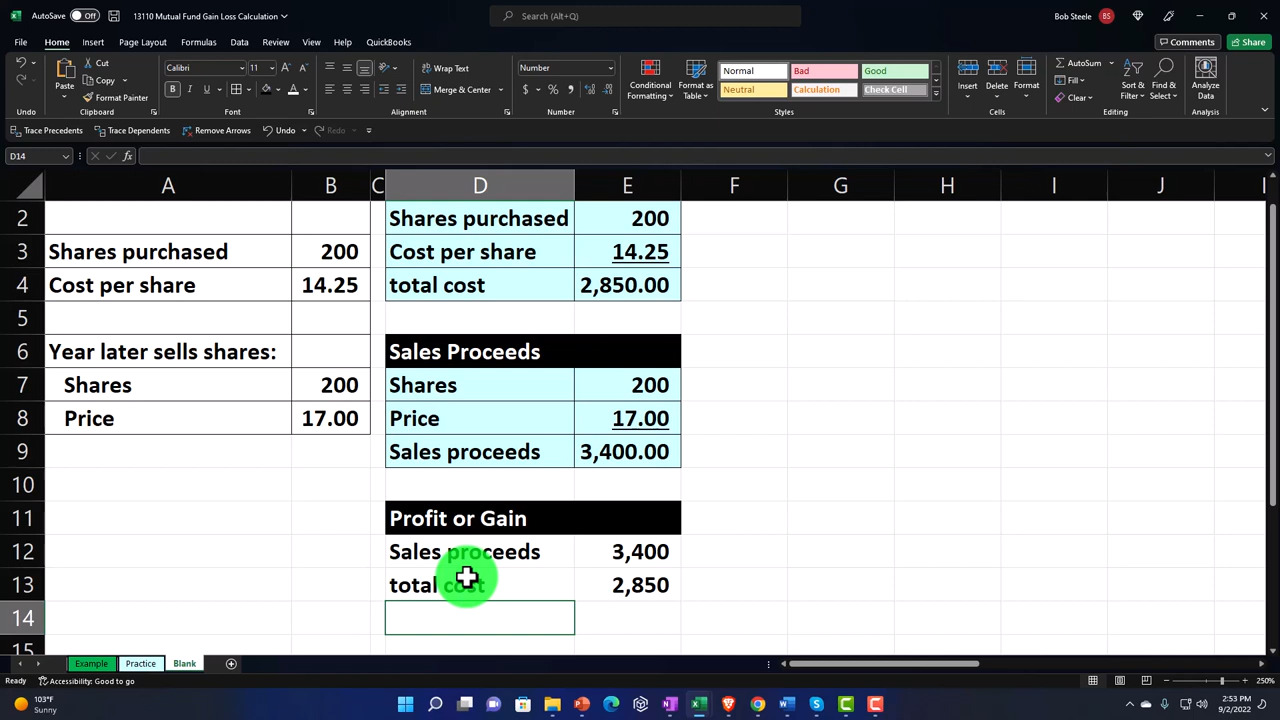 AutoSave Off 13110 Mutual Fund Gain Loss Calculation Search (Alt+Q) Bob Steele BS
File Home Insert Page Layout Formulas Data Review View Help QuickBooks Comments Share
Cut Calibri 11 Wrap Text Number Normal Bad Good AutoSum
Copy Fill
Paste Format Painter Merge & Center Conditional Formatting Format as Table Neutral Calculation Check Cell Insert Delete Format Clear Sort & Filter Find & Select Analyze Data
Undo Clipboard Font Alignment Number Styles Cells Editing Analysis
Trace Precedents Trace Dependents Remove Arrows Undo Redo
D14 fx
A B C D E F G H I J
2 Shares purchased 200
3 Shares purchased 200 Cost per share 14.25
4 Cost per share 14.25 total cost 2,850.00
5
6 Year later sells shares: Sales Proceeds
7 Shares 200 Shares 200
8 Price 17.00 Price 17.00
9 Sales proceeds 3,400.00
10
11 Profit or Gain
12 Sales proceeds 3,400
13 total cost 2,850
14
15
Example Practice Blank
Ready Accessibility: Good to go 250%
103°F
Sunny
2:53 PM
9/2/2022